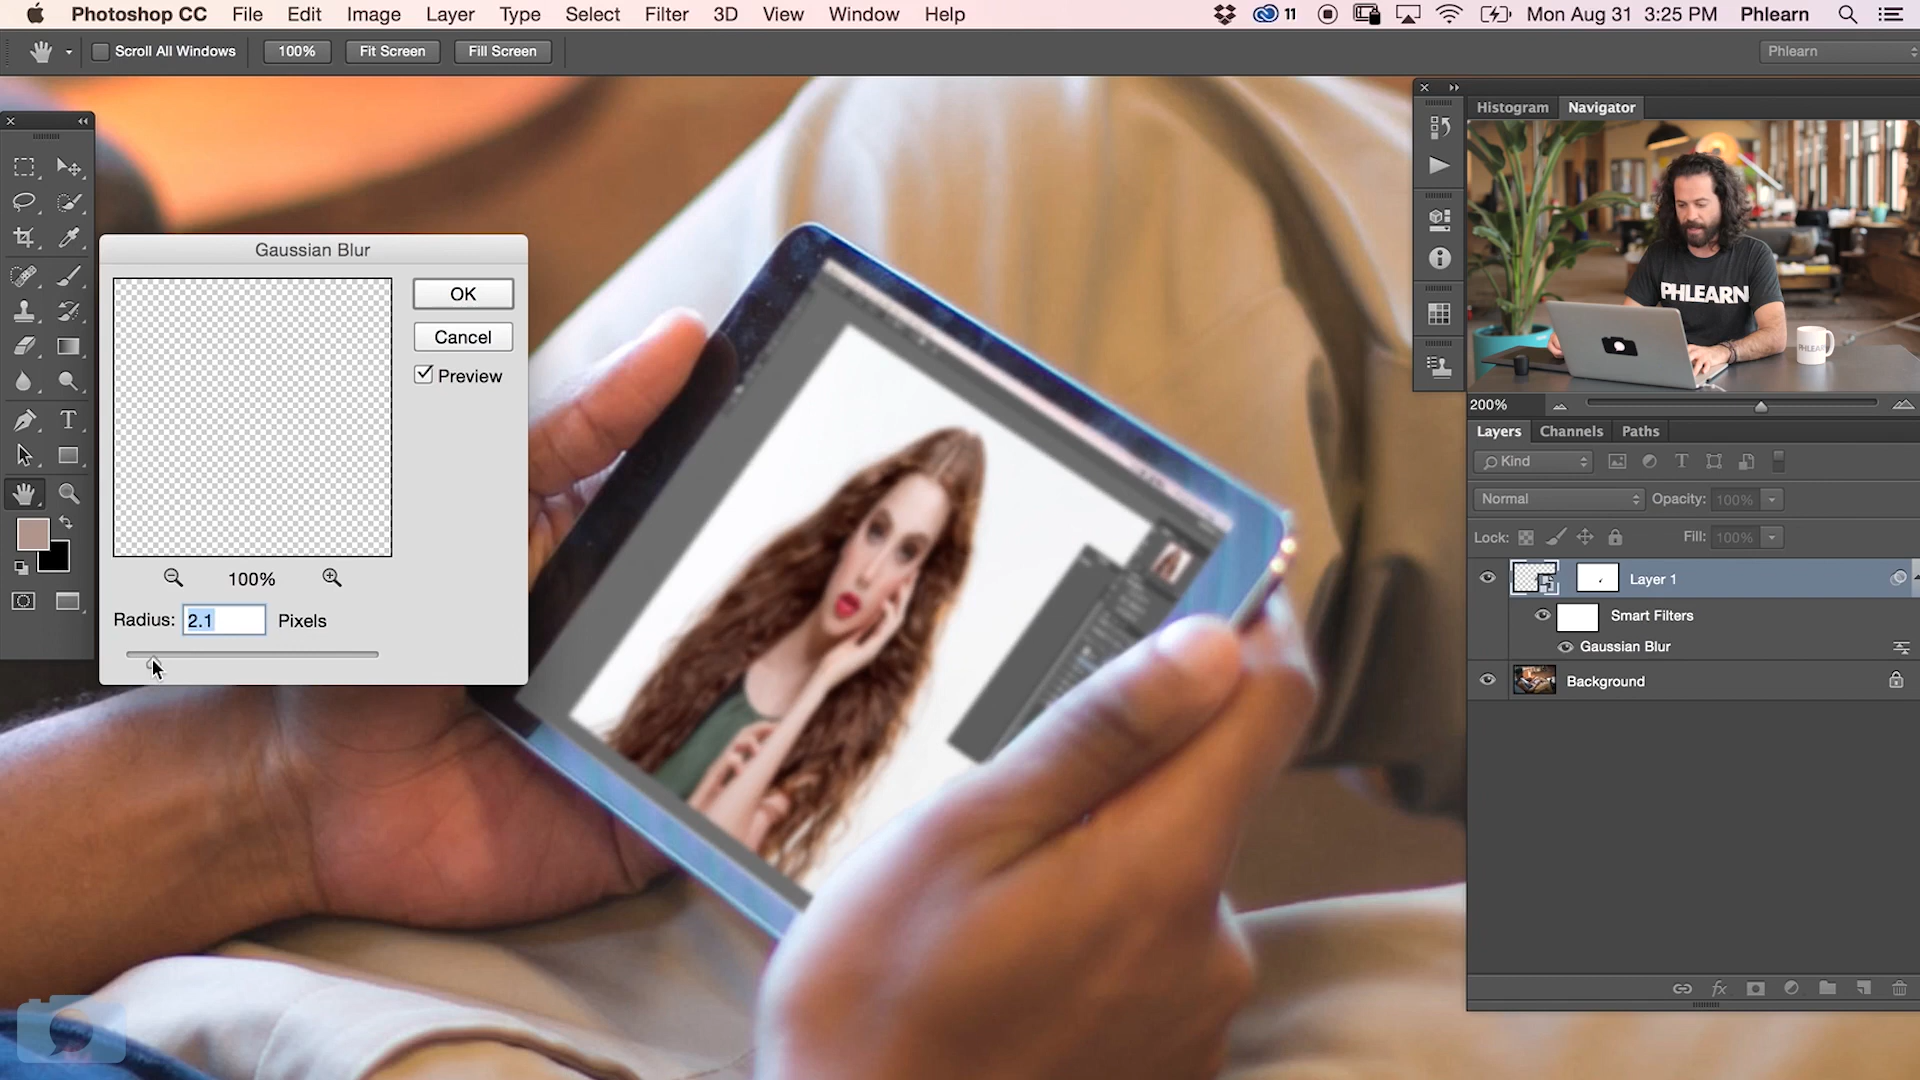 Photoshop CC File Edit Image Layer Type Select Filter 3D View Window Help 11 Mon Aug 31 3:25 PM Phlearn
Scroll All Windows 100% Fit Screen Fill Screen Phlearn
Histogram Navigator
PHLEARN
PHLEARN
Gaussian Blur
OK
Cancel
Preview
100%
Radius: 2.1 Pixels
200%
Layers Channels Paths
Kind
Normal Opacity: 100%
Lock: Fill: 100%
Layer 1
Smart Filters
Gaussian Blur
Background